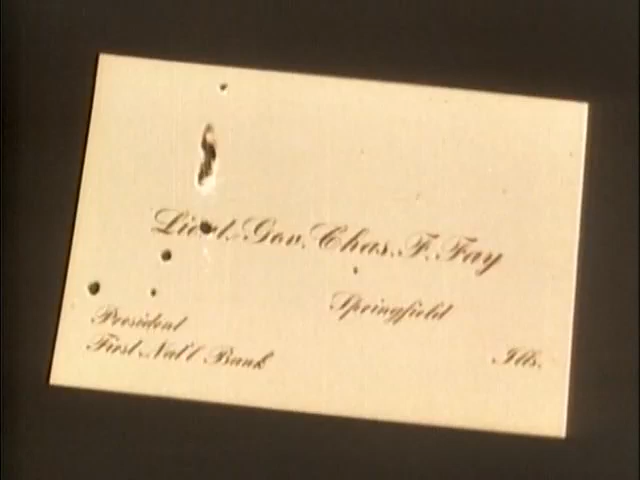 Lieut. Gov. Chas. F. Fay
Springfield
President
First Nat'l Bank
Ills.